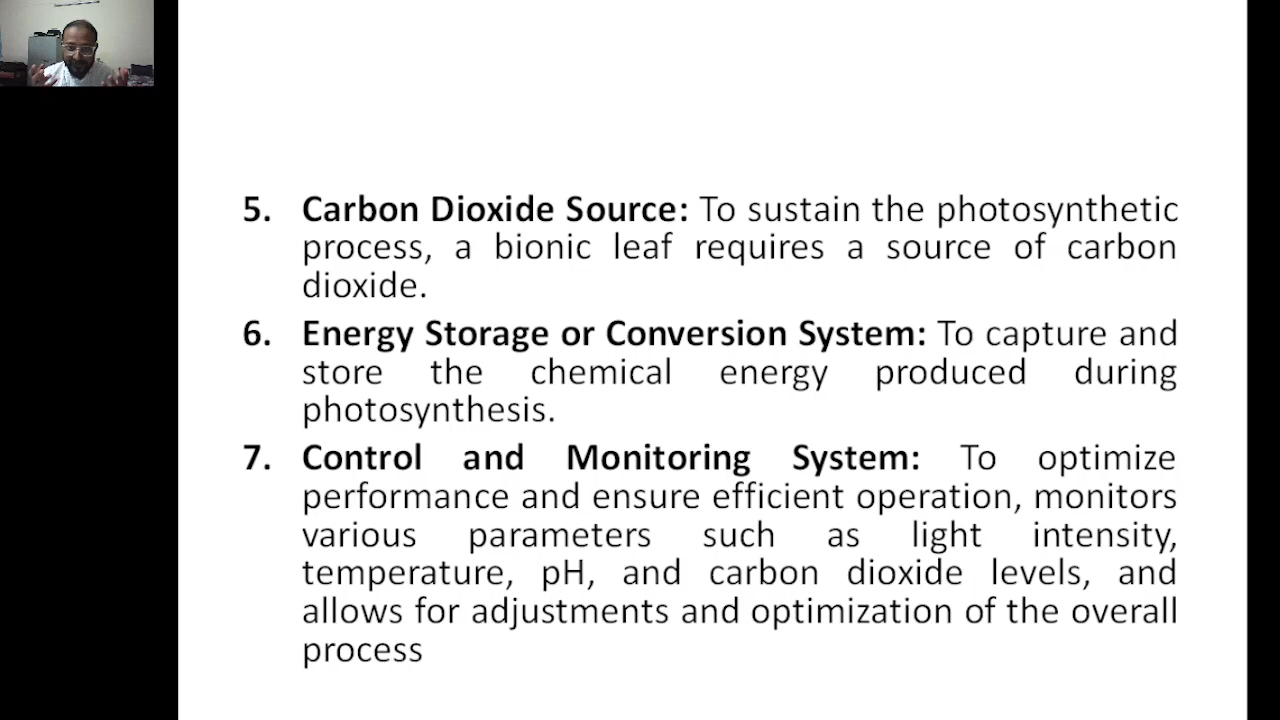 5. Carbon Dioxide Source: To sustain the photosynthetic
process, a bionic leaf requires a source of carbon
dioxide.
6. Energy Storage or Conversion System: To capture and
store the chemical energy produced during
photosynthesis.
7. Control and Monitoring System: To optimize
performance and ensure efficient operation, monitors
various parameters such as light intensity,
temperature, pH, and carbon dioxide levels, and
allows for adjustments and optimization of the overall
process